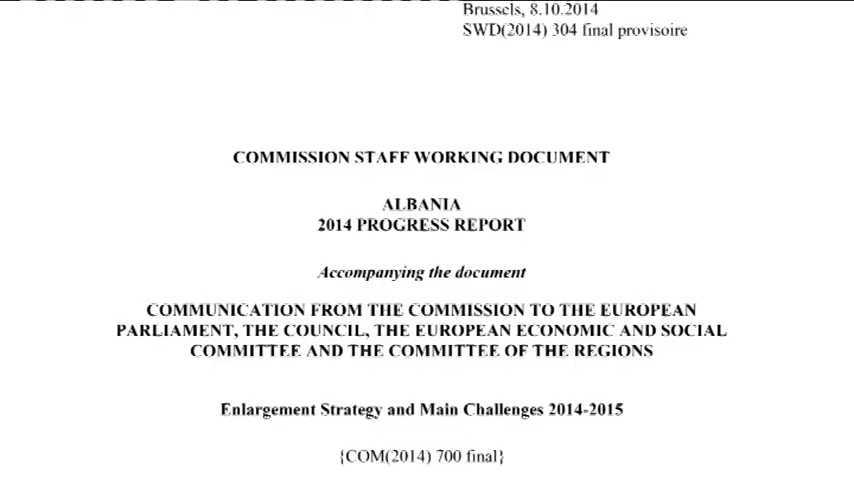 Brussels, 8.10.2014
SWD(2014) 304 final provisoire
COMMISSION STAFF WORKING DOCUMENT
ALBANIA
2014 PROGRESS REPORT
Accompanying the document
COMMUNICATION FROM THE COMMISSION TO THE EUROPEAN
PARLIAMENT, THE COUNCIL, THE EUROPEAN ECONOMIC AND SOCIAL
COMMITTEE AND THE COMMITTEE OF THE REGIONS
Enlargement Strategy and Main Challenges 2014-2015
{COM(2014) 700 final}